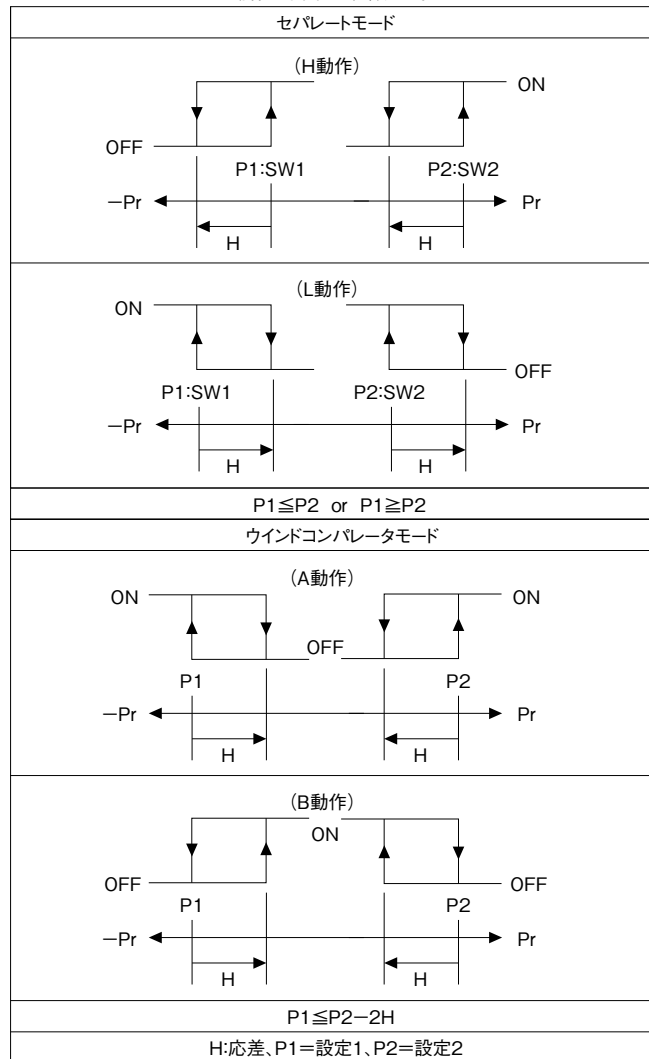 セパレートモード
(H動作)
ON
OFF
P1:SW1 P2:SW2
−Pr Pr
H H
(L動作)
ON
OFF
P1:SW1 P2:SW2
−Pr Pr
H H
P1≦P2 or P1≧P2
ウインドコンパレータモード
(A動作)
ON ON
OFF
P1 P2
−Pr Pr
H H
(B動作)
ON
OFF OFF
P1 P2
−Pr Pr
H H
P1≦P2−2H
H:応差、P1=設定1、P2=設定2